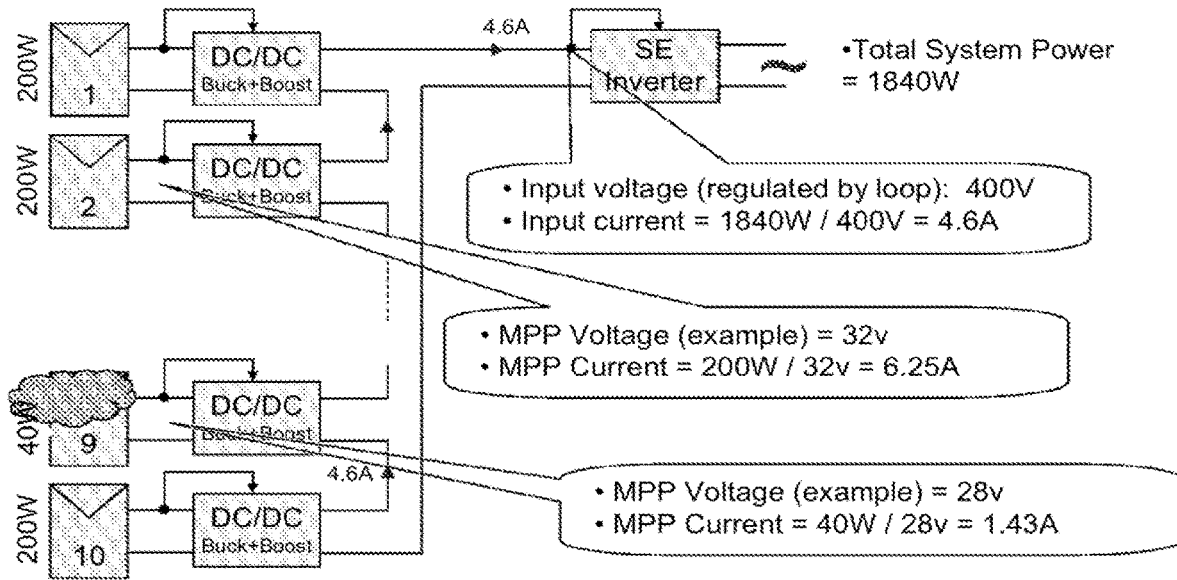 200W
1
DC/DC
Buck+Boost
4.6A
SE
Inverter
•Total System Power
= 1840W
200W
2
DC/DC
Buck+Boost
• Input voltage (regulated by loop): 400V
• Input current = 1840W / 400V = 4.6A
• MPP Voltage (example) = 32v
• MPP Current = 200W / 32v = 6.25A
40W
9
DC/DC
Buck+Boost
4.6A
200W
10
DC/DC
Buck+Boost
• MPP Voltage (example) = 28v
• MPP Current = 40W / 28v = 1.43A